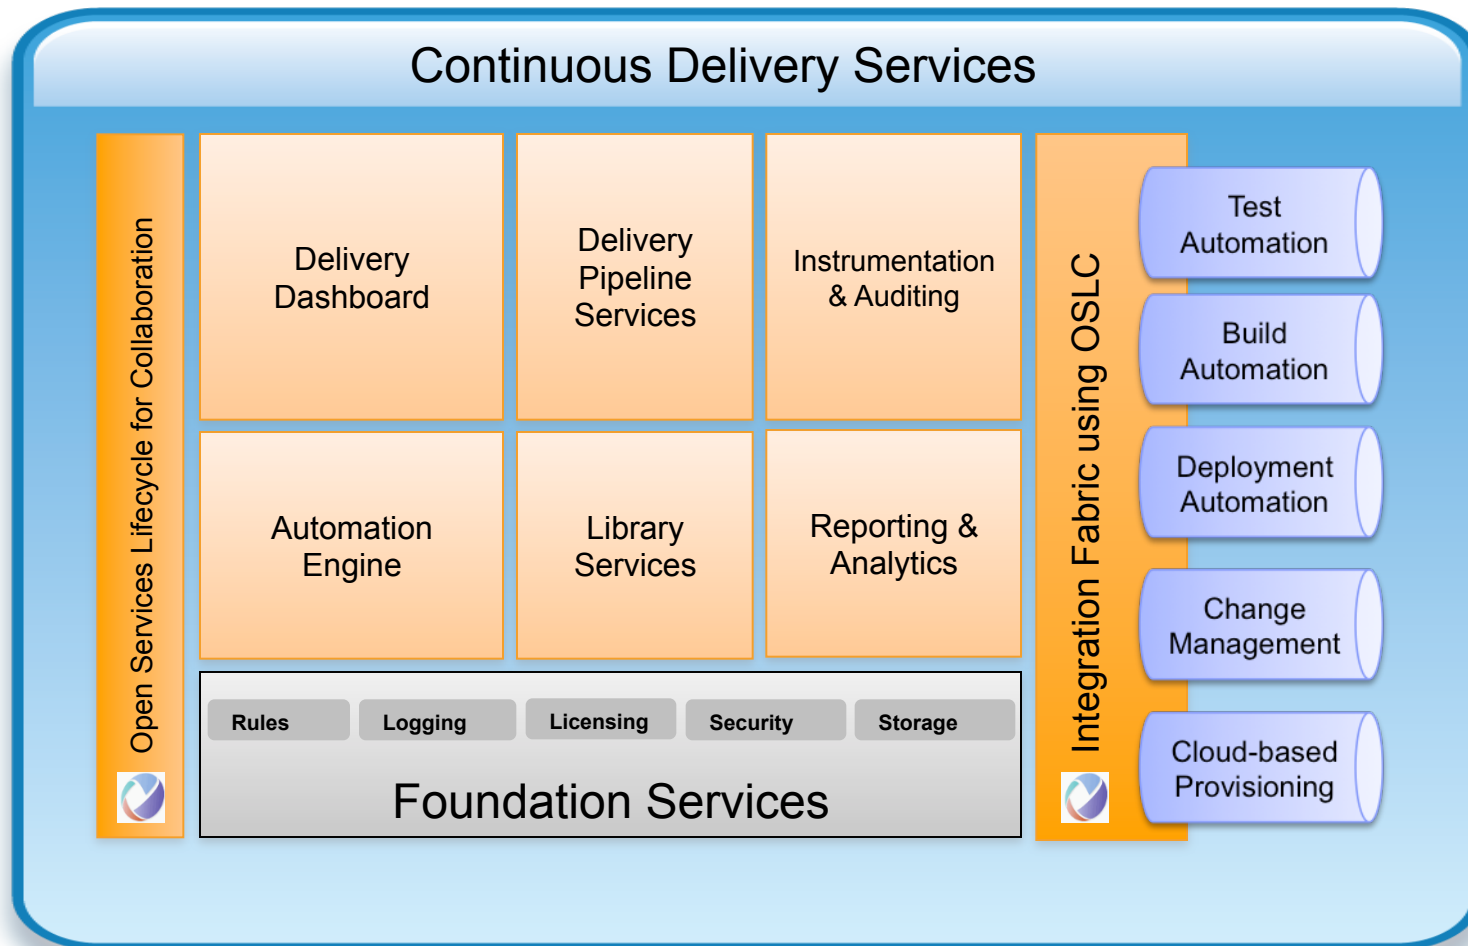 Continuous Delivery Services
Open Services Lifecycle for Collaboration
Delivery
Dashboard
Delivery
Pipeline
Services
Instrumentation
& Auditing
Automation
Engine
Library
Services
Reporting &
Analytics
Rules
Logging
Licensing
Security
Storage
Foundation Services
Integration Fabric using OSLC
Test
Automation
Build
Automation
Deployment
Automation
Change
Management
Cloud-based
Provisioning